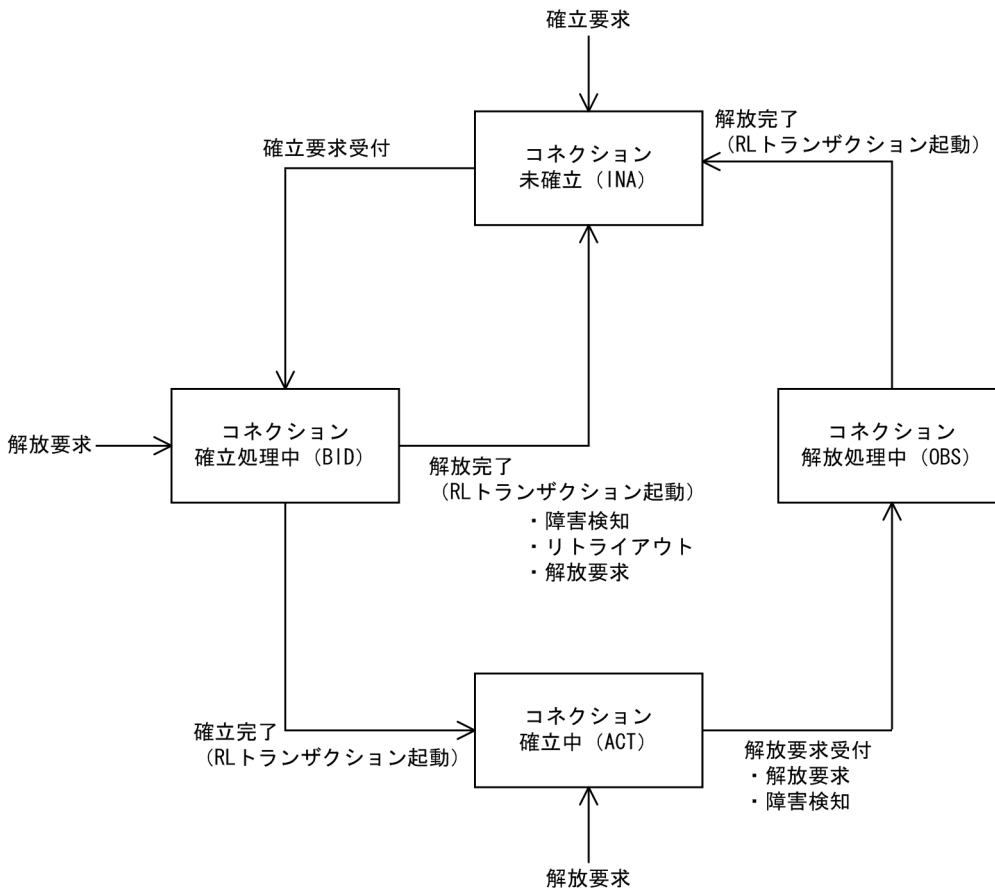 確立要求
解放完了
（RLトランザクション起動）
コネクション
未確立（INA）
確立要求受付
解放要求
コネクション
確立処理中（BID）
コネクション
解放処理中（OBS）
解放完了
（RLトランザクション起動）
・障害検知
・リトライアウト
・解放要求
確立完了
（RLトランザクション起動）
コネクション
確立中（ACT）
解放要求受付
・解放要求
・障害検知
解放要求